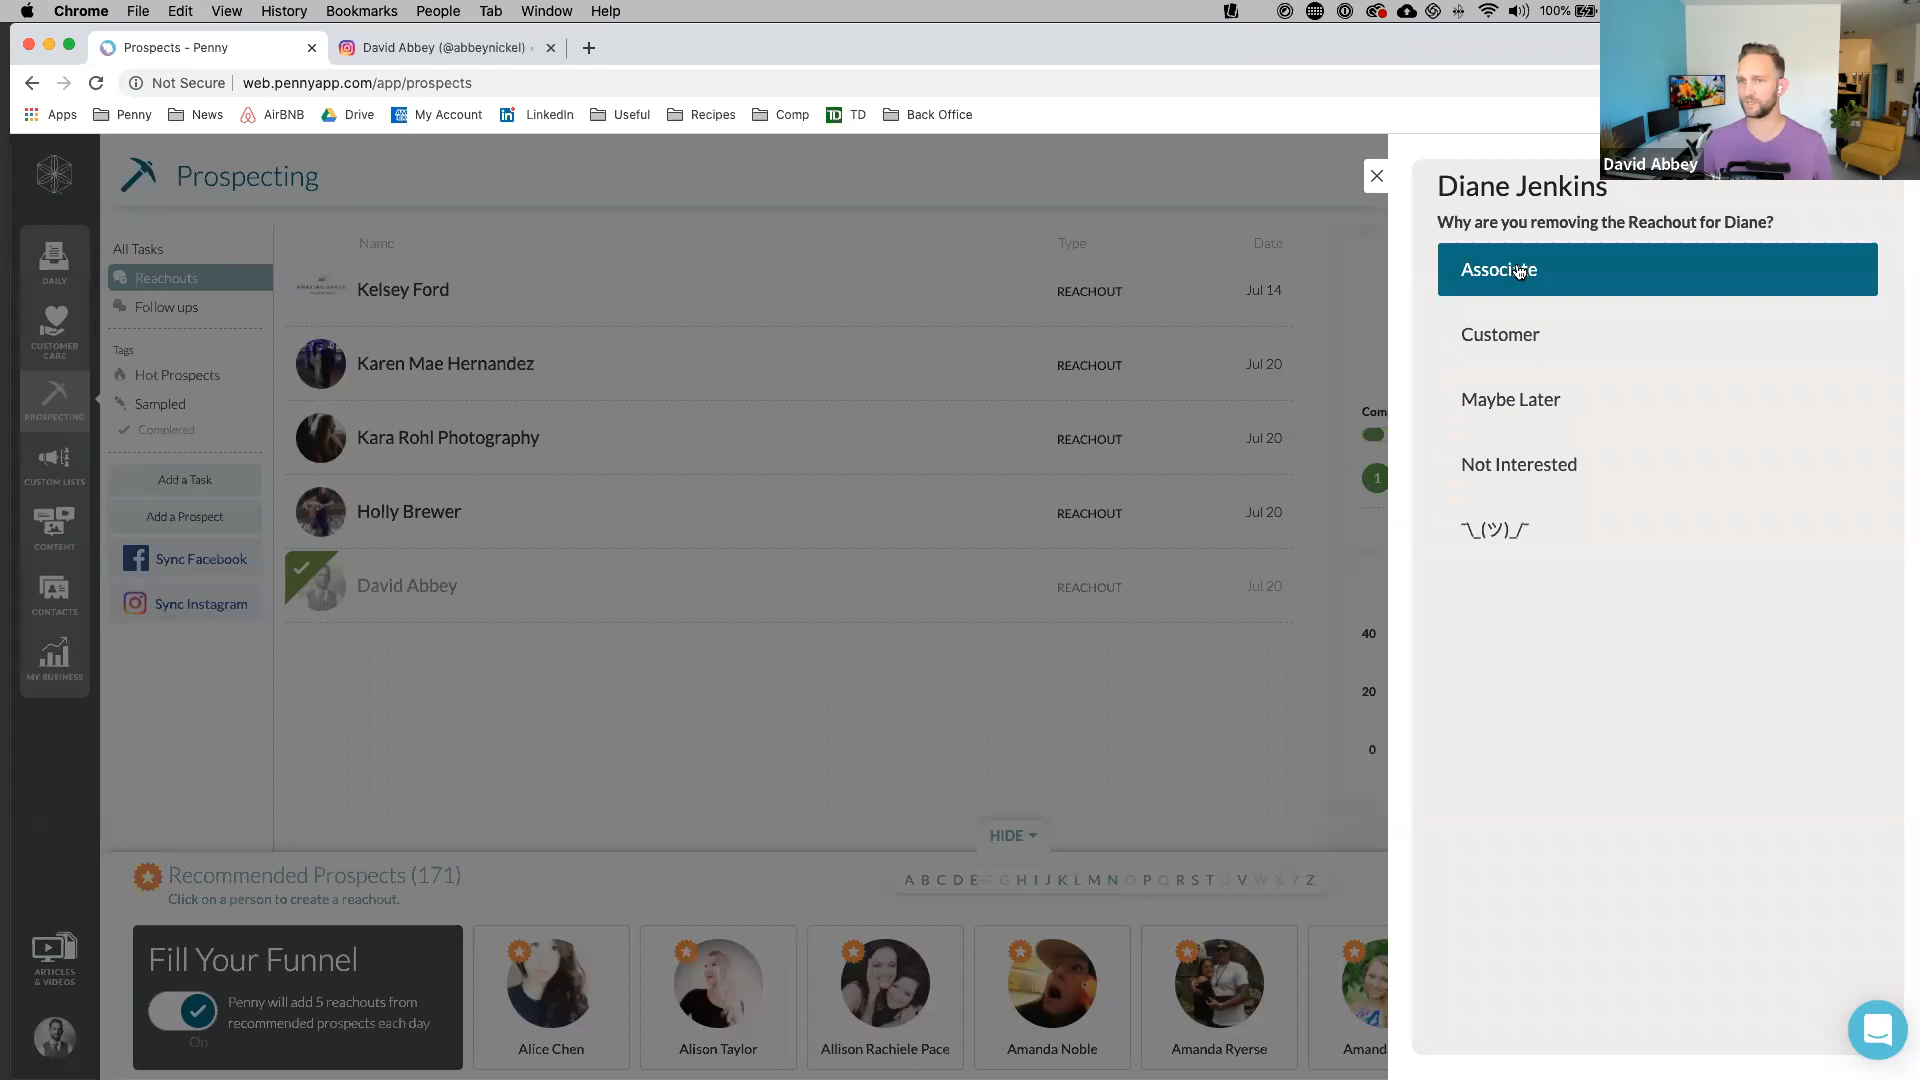 Chrome File Edit View History Bookmarks People Tab Window Help
100%
Prospects - Penny
David Abbey (@abbeynickel)
Not Secure web.pennyapp.com/app/prospects
Apps Penny News AirBNB Drive My Account LinkedIn Useful Recipes Comp TD Back Office
David Abbey
Prospecting
DAILY
CUSTOMER CARE
PROSPECTING
CUSTOM LISTS
CONTENT
CONTACTS
MY BUSINESS
ARTICLES & VIDEOS
All Tasks
Reachouts
Follow ups
Tags
Hot Prospects
Sampled
Completed
Add a Task
Add a Prospect
Sync Facebook
Sync Instagram
Name Type Date
Kelsey Ford REACHOUT Jul 14
Karen Mae Hernandez REACHOUT Jul 20
Kara Rohl Photography REACHOUT Jul 20
Holly Brewer REACHOUT Jul 20
David Abbey REACHOUT Jul 20
Com
1
40
20
0
HIDE
Recommended Prospects (171)
Click on a person to create a reachout.
A B C D E F G H I J K L M N O P Q R S T U V W X Y Z
Fill Your Funnel
Penny will add 5 reachouts from
recommended prospects each day
On
Alice Chen
Alison Taylor
Allison Rachiele Pace
Amanda Noble
Amanda Ryerse
Amand
Diane Jenkins
Why are you removing the Reachout for Diane?
Associate
Customer
Maybe Later
Not Interested
¯\_(ツ)_/¯